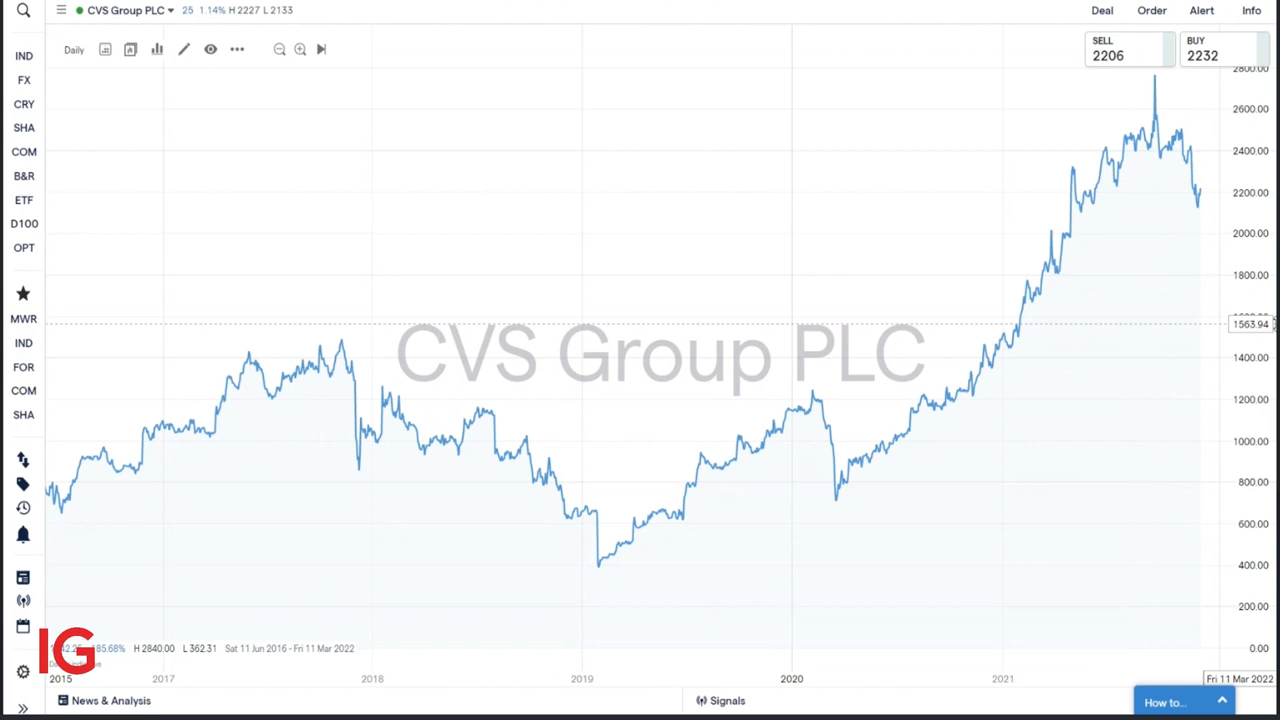 CVS Group PLC 25 1.14% H 2227 L 2133
Deal Order Alert Info
Daily
SELL
2206
BUY
2232
IND
FX
CRY
SHA
COM
B&R
ETF
D100
OPT
MWR
IND
FOR
COM
SHA
CVS Group PLC
2800.00
2600.00
2400.00
2200.00
2000.00
1800.00
1563.94
1400.00
1200.00
1000.00
800.00
600.00
400.00
200.00
0.00
IG
H 2840.00 L 362.31 Sat 11 Jun 2016 - Fri 11 Mar 2022
2015 2017 2018 2019 2020 2021 Fri 11 Mar 2022
News & Analysis
Signals
How to...